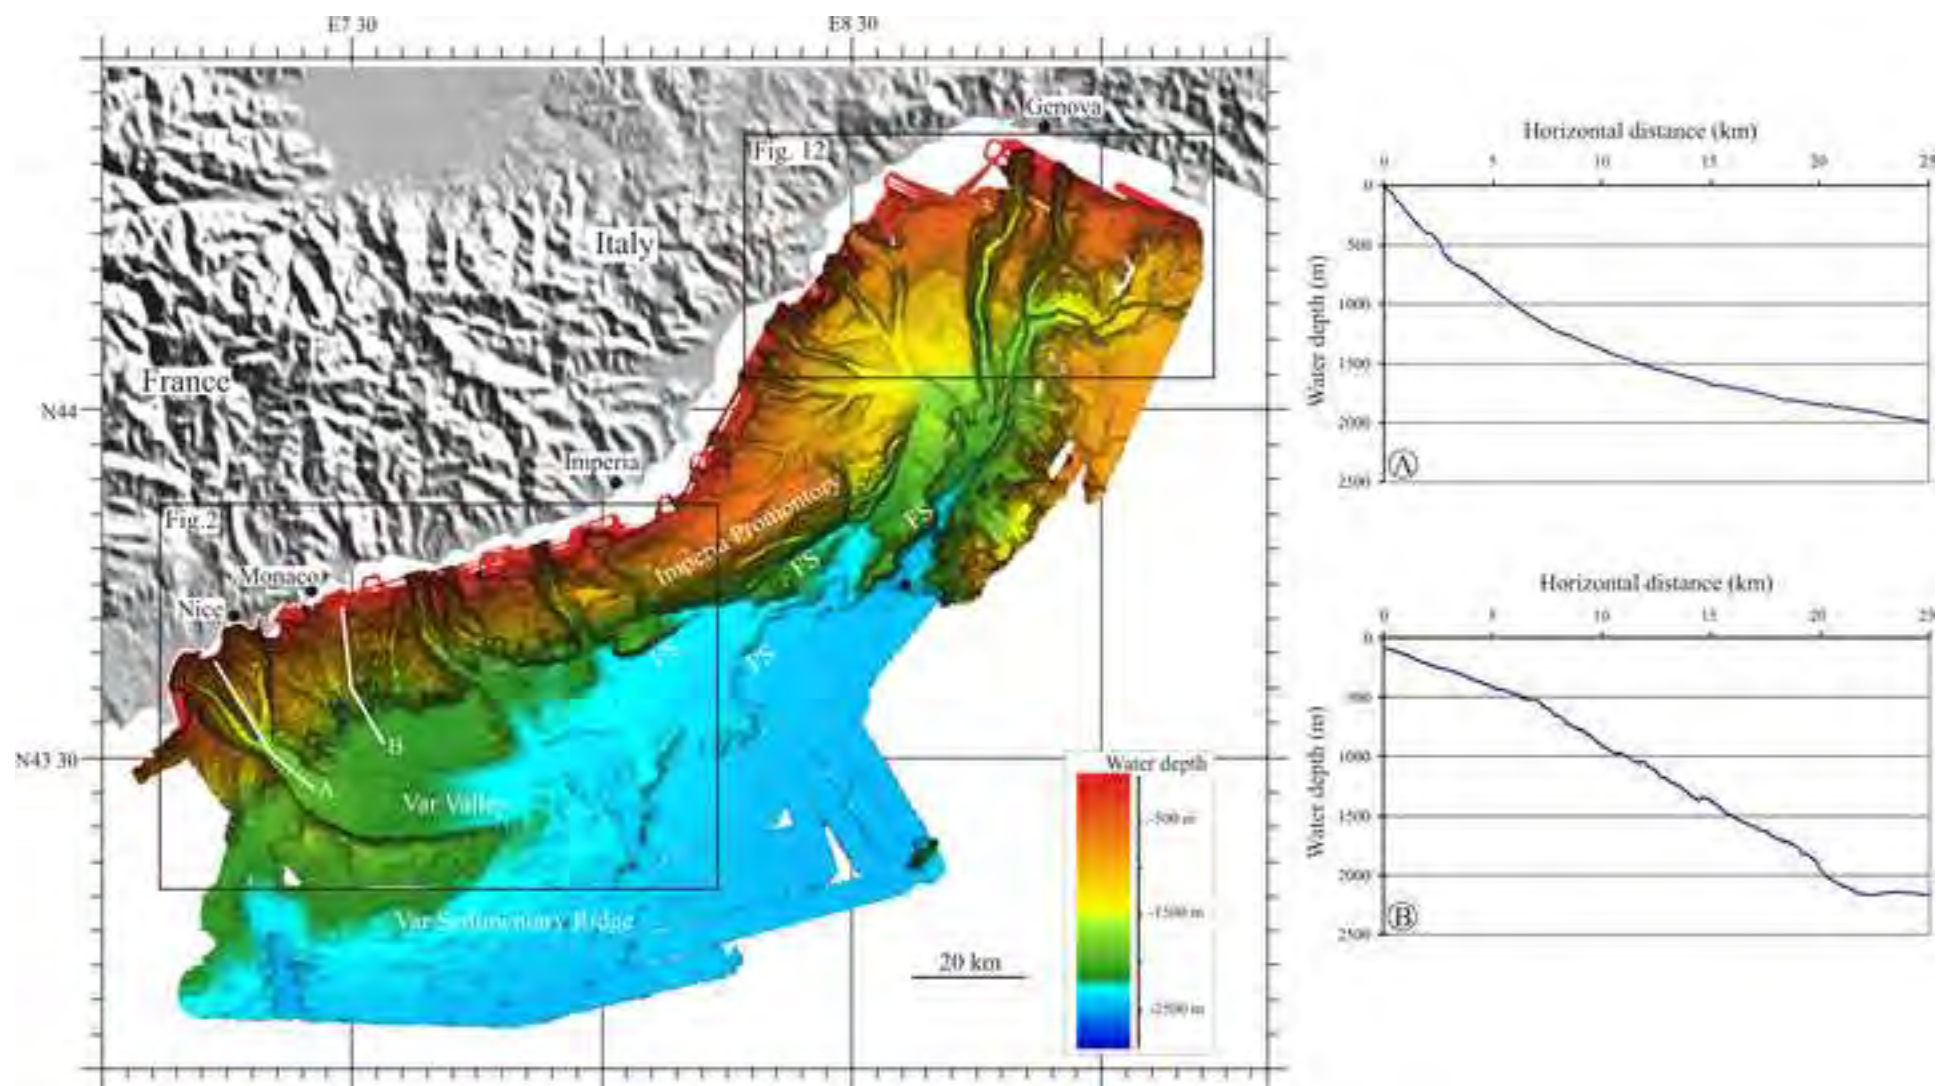 E7 30
E8 30
Genova
Fig. 12
Italy
France
N44
Imperia
Imperia Promontory
FS
FS
Fig.2
Monaco
Nice
FS
FS
B
N43 30
A
Var Valley
Var Sedimentary Ridge
20 km
Water depth
-500 m
-1500 m
-2500 m
Horizontal distance (km)
0 5 10 15 20 25
Water depth (m)
0
500
1000
1500
2000
2500
A
Horizontal distance (km)
0 5 10 15 20 25
Water depth (m)
0
500
1000
1500
2000
2500
B